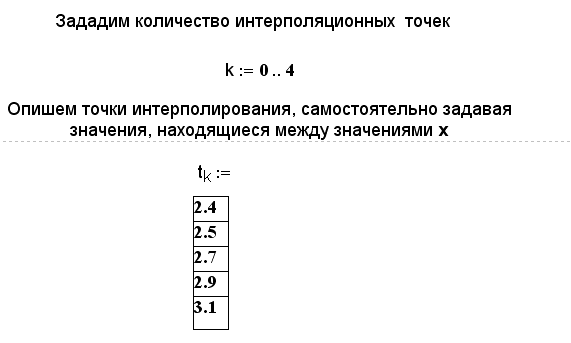 Зададим количество интерполяционных точек
k := 0 .. 4
Опишем точки интерполирования, самостоятельно задавая
значения, находящиеся между значениями x
tk :=
2.4
2.5
2.7
2.9
3.1